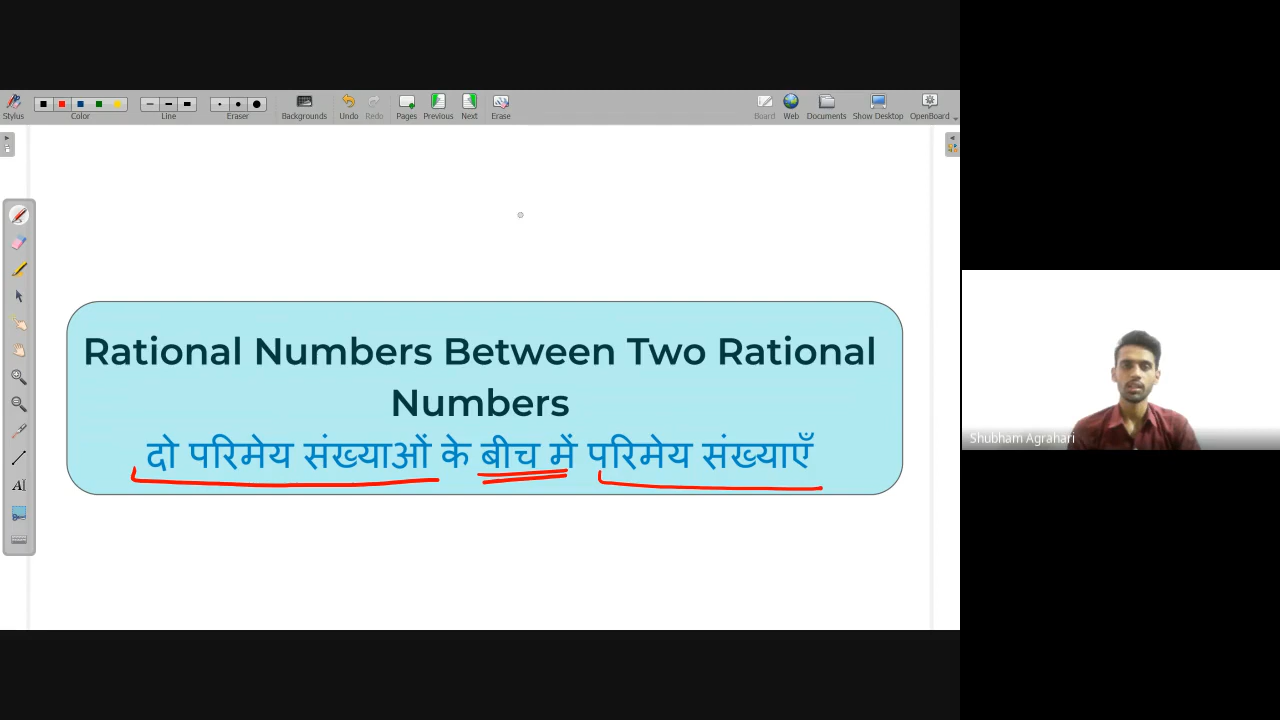 Stylus Color Line Eraser Backgrounds Undo Redo Pages Previous Next Erase Board Web Documents Show Desktop OpenBoard
Rational Numbers Between Two Rational
Numbers
दो परिमेय संख्याओं के बीच में परिमेय संख्याएँ
AI
Shubham Agrahari